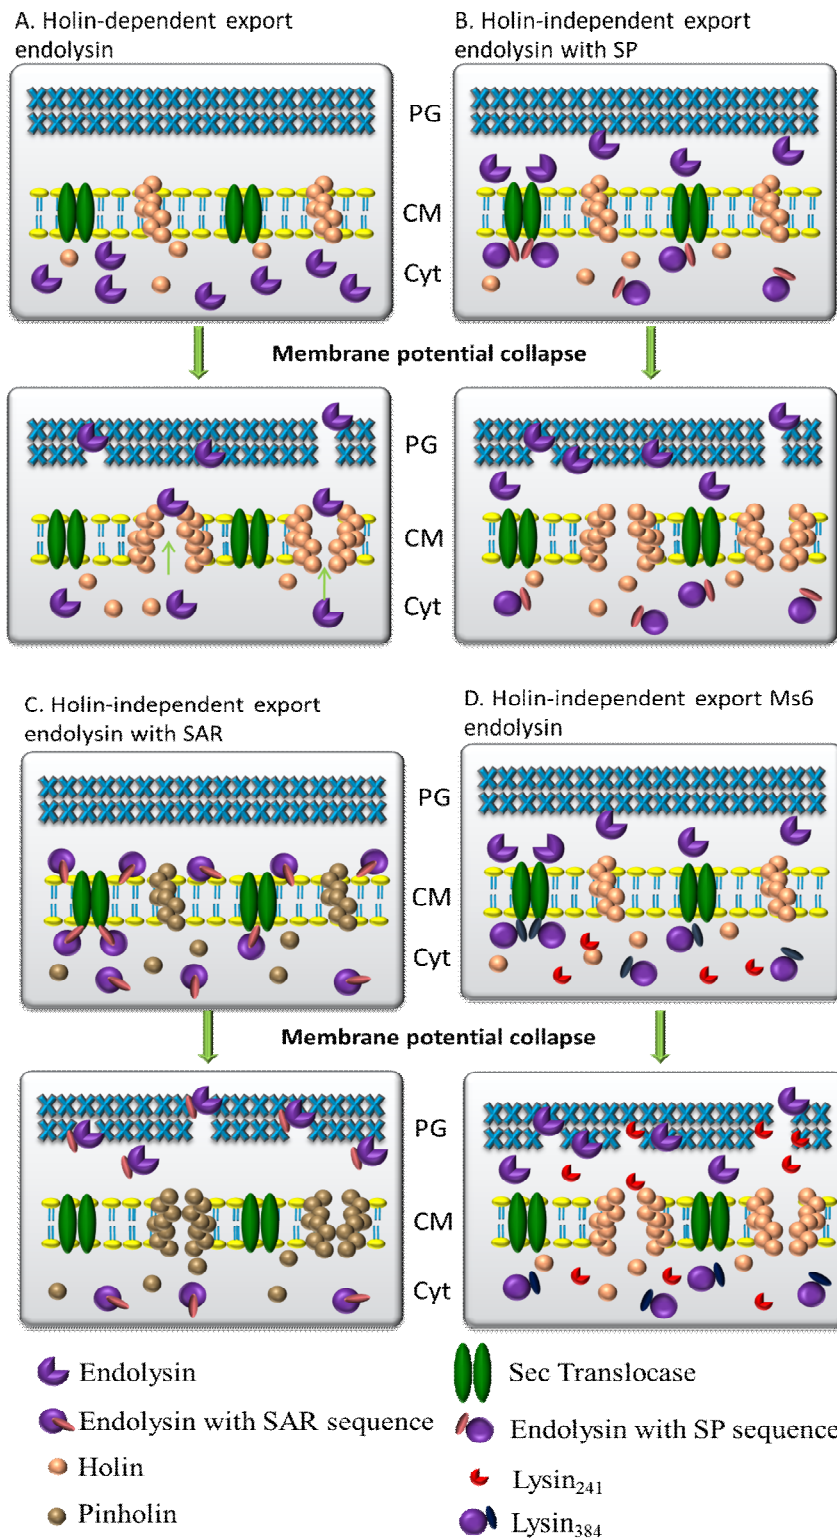 A. Holin-dependent export
endolysin
B. Holin-independent export
endolysin with SP
PG
CM
Cyt
Membrane potential collapse
PG
CM
Cyt
C. Holin-independent export
endolysin with SAR
D. Holin-independent export Ms6
endolysin
PG
CM
Cyt
Membrane potential collapse
PG
CM
Cyt
Endolysin
Endolysin with SAR sequence
Holin
Pinholin
Sec Translocase
Endolysin with SP sequence
Lysin241
Lysin384